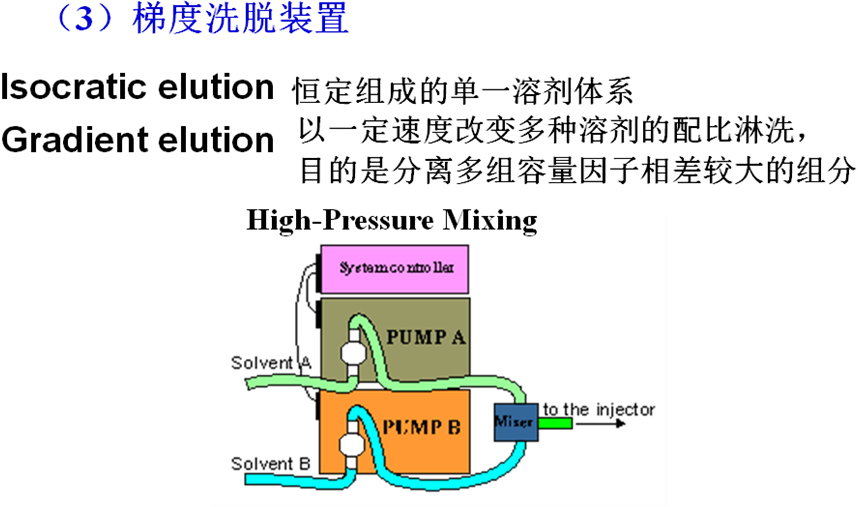 （3）梯度洗脱装置
Isocratic elution 恒定组成的单一溶剂体系
Gradient elution 以一定速度改变多种溶剂的配比淋洗，
目的是分离多组容量因子相差较大的组分
High-Pressure Mixing
System controller
PUMP A
Solvent A
to the injector
Mixer
PUMP B
Solvent B